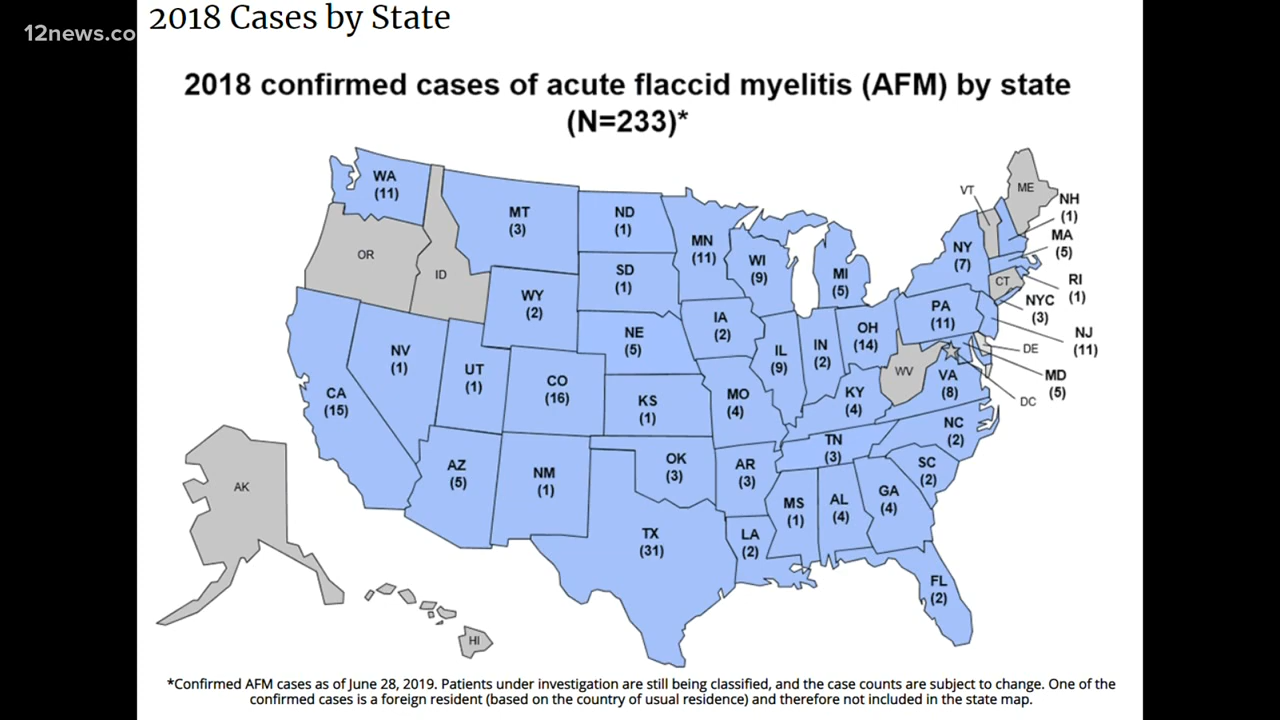 2018 Cases by State
12news.co
2018 confirmed cases of acute flaccid myelitis (AFM) by state
(N=233)*
WA
(11)
OR
ID
MT
(3)
ND
(1)
SD
(1)
MN
(11)
WI
(9)
MI
(5)
VT
ME
NH
(1)
MA
(5)
NY
(7)
CT
RI
(1)
NYC
(3)
PA
(11)
NJ
(11)
DE
MD
(5)
DC
WY
(2)
NE
(5)
IA
(2)
IL
(9)
IN
(2)
OH
(14)
WV
VA
(8)
NV
(1)
UT
(1)
CO
(16)
KS
(1)
MO
(4)
KY
(4)
CA
(15)
TN
(3)
NC
(2)
SC
(2)
AZ
(5)
NM
(1)
OK
(3)
AR
(3)
MS
(1)
AL
(4)
GA
(4)
AK
TX
(31)
LA
(2)
FL
(2)
HI
*Confirmed AFM cases as of June 28, 2019. Patients under investigation are still being classified, and the case counts are subject to change. One of the
confirmed cases is a foreign resident (based on the country of usual residence) and therefore not included in the state map.